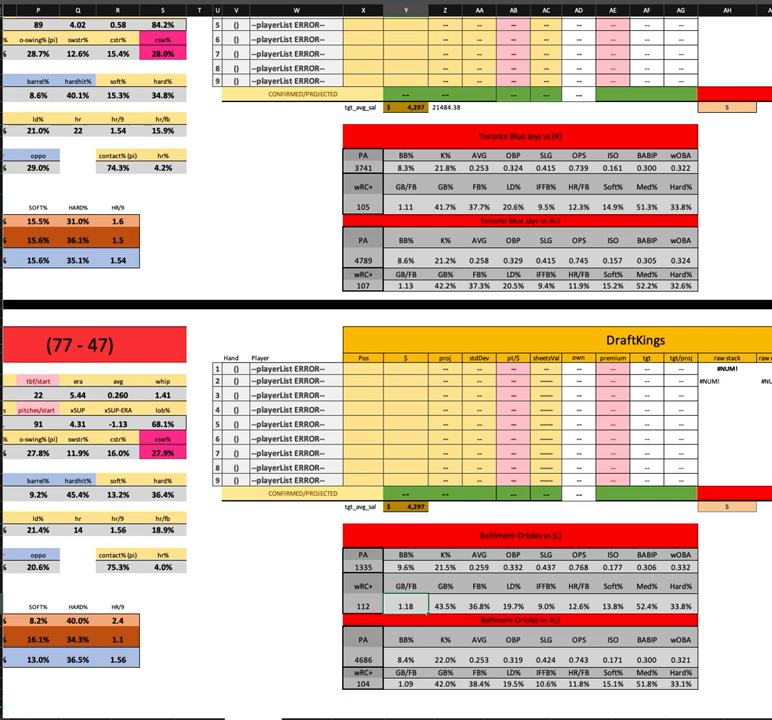 P Q R S T U V W X Y Z AA AB AC AD AE AF AG AH
89 4.02 0.58 84.2% 5 () --playerList ERROR-- -- -- -- -- -- -- -- --
o-swing% (pi) swstr% cstr% csw% 6 () --playerList ERROR-- -- -- -- -- -- -- -- --
% 28.7% 12.6% 15.4% 28.0% 7 () --playerList ERROR-- -- -- -- -- -- -- -- --
8 () --playerList ERROR-- -- -- -- -- -- -- -- --
barrel% hardhit% soft% hard% 9 () --playerList ERROR-- -- -- -- -- -- -- -- --
8.6% 40.1% 15.3% 34.8% CONFIRMED/PROJECTED -- -- -- -- --
tgt_avg_sal $ 4,297 21484.38 5
ld% hr hr/9 hr/fb
21.0% 22 1.54 15.9%
Toronto Blue Jays vs (R)
oppo contact% (pi) hr% PA BB% K% AVG OBP SLG OPS ISO BABIP wOBA
29.0% 74.3% 4.2% 3741 8.3% 21.8% 0.253 0.324 0.415 0.739 0.161 0.300 0.322
wRC+ GB/FB GB% FB% LD% IFFB% HR/FB Soft% Med% Hard%
SOFT% HARD% HR/9 105 1.11 41.7% 37.7% 20.6% 9.5% 12.3% 14.9% 51.3% 33.8%
% 15.5% 31.0% 1.6 Toronto Blue Jays vs ALL
% 15.6% 36.1% 1.5 PA BB% K% AVG OBP SLG OPS ISO BABIP wOBA
% 15.6% 35.1% 1.54 4789 8.6% 21.2% 0.258 0.329 0.415 0.745 0.157 0.305 0.324
wRC+ GB/FB GB% FB% LD% IFFB% HR/FB Soft% Med% Hard%
107 1.13 42.2% 37.3% 20.5% 9.4% 11.9% 15.2% 52.2% 32.6%
(77 - 47) DraftKings
Hand Player Pos $ proj stdDev pt/$ sheetsVal own premium tgt tgt/proj raw stack
1 () --playerList ERROR-- -- -- -- -- ---- -- -- -- -- #NUM!
tbf/start era avg whip 2 () --playerList ERROR-- -- -- -- ---- -- -- -- -- #NUM!
22 5.44 0.260 1.41 3 () --playerList ERROR-- -- -- -- ---- -- -- -- --
pitches/start xSUP xSUP-ERA lob% 4 () --playerList ERROR-- -- -- -- ---- -- -- -- --
91 4.31 -1.13 68.1% 5 () --playerList ERROR-- -- -- -- ---- -- -- -- --
o-swing% (pi) swstr% cstr% csw% 6 () --playerList ERROR-- -- -- -- ---- -- -- -- --
% 27.8% 11.9% 16.0% 27.9% 7 () --playerList ERROR-- -- -- -- ---- -- -- -- --
8 () --playerList ERROR-- -- -- -- ---- -- -- -- --
barrel% hardhit% soft% hard% 9 () --playerList ERROR-- -- -- -- ---- -- -- -- --
9.2% 45.4% 13.2% 36.4% CONFIRMED/PROJECTED -- -- -- -- --
tgt_avg_sal $ 4,297 5
ld% hr hr/9 hr/fb
21.4% 14 1.56 18.9%
Baltimore Orioles vs (L)
oppo contact% (pi) hr% PA BB% K% AVG OBP SLG OPS ISO BABIP wOBA
20.6% 75.3% 4.0% 1335 9.6% 21.5% 0.259 0.332 0.437 0.768 0.177 0.306 0.332
wRC+ GB/FB GB% FB% LD% IFFB% HR/FB Soft% Med% Hard%
SOFT% HARD% HR/9 112 1.18 43.5% 36.8% 19.7% 9.0% 12.6% 13.8% 52.4% 33.8%
% 8.2% 40.0% 2.4 Baltimore Orioles vs ALL
% 16.1% 34.3% 1.1 PA BB% K% AVG OBP SLG OPS ISO BABIP wOBA
% 13.0% 36.5% 1.56 4686 8.4% 22.0% 0.253 0.319 0.424 0.743 0.171 0.300 0.321
wRC+ GB/FB GB% FB% LD% IFFB% HR/FB Soft% Med% Hard%
104 1.09 42.0% 38.4% 19.5% 10.6% 11.8% 15.1% 51.8% 33.1%